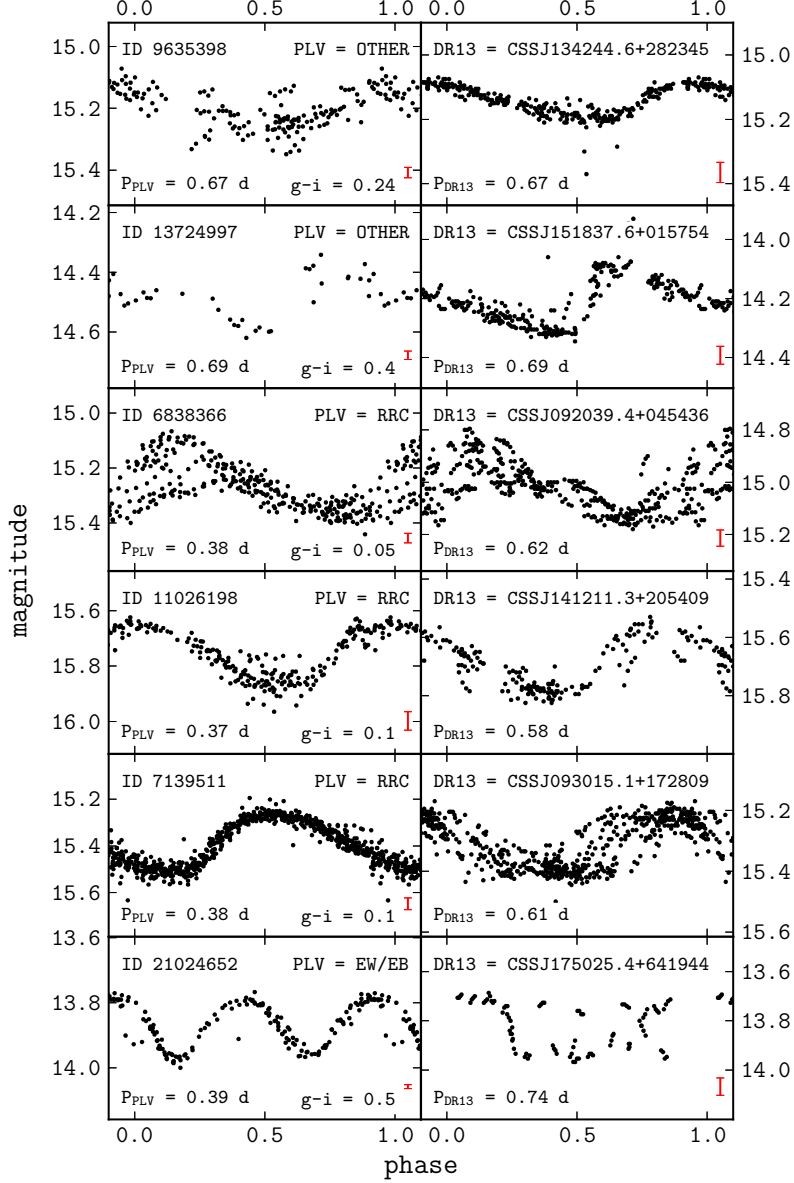 0.0 0.5 1.0 0.0 0.5 1.0
15.0 ID 9635398 PLV = OTHER DR13 = CSSJ134244.6+282345 15.0
15.2 15.2
15.4 P_PLV = 0.67 d g-i = 0.24 P_DR13 = 0.67 d 15.4
14.2 ID 13724997 PLV = OTHER DR13 = CSSJ151837.6+015754 14.0
14.4 14.2
14.6 P_PLV = 0.69 d g-i = 0.4 P_DR13 = 0.69 d 14.4
15.0 ID 6838366 PLV = RRC DR13 = CSSJ092039.4+045436 14.8
15.2 15.0
15.4 P_PLV = 0.38 d g-i = 0.05 P_DR13 = 0.62 d 15.2
magnitude
15.6 ID 11026198 PLV = RRC DR13 = CSSJ141211.3+205409 15.4
15.8 15.6
16.0 P_PLV = 0.37 d g-i = 0.1 P_DR13 = 0.58 d 15.8
15.2 ID 7139511 PLV = RRC DR13 = CSSJ093015.1+172809 15.2
15.4 15.4
15.6 P_PLV = 0.38 d g-i = 0.1 P_DR13 = 0.61 d 15.6
13.6 ID 21024652 PLV = EW/EB DR13 = CSSJ175025.4+641944 13.6
13.8 13.8
14.0 P_PLV = 0.39 d g-i = 0.5 P_DR13 = 0.74 d 14.0
0.0 0.5 1.0 0.0 0.5 1.0
phase